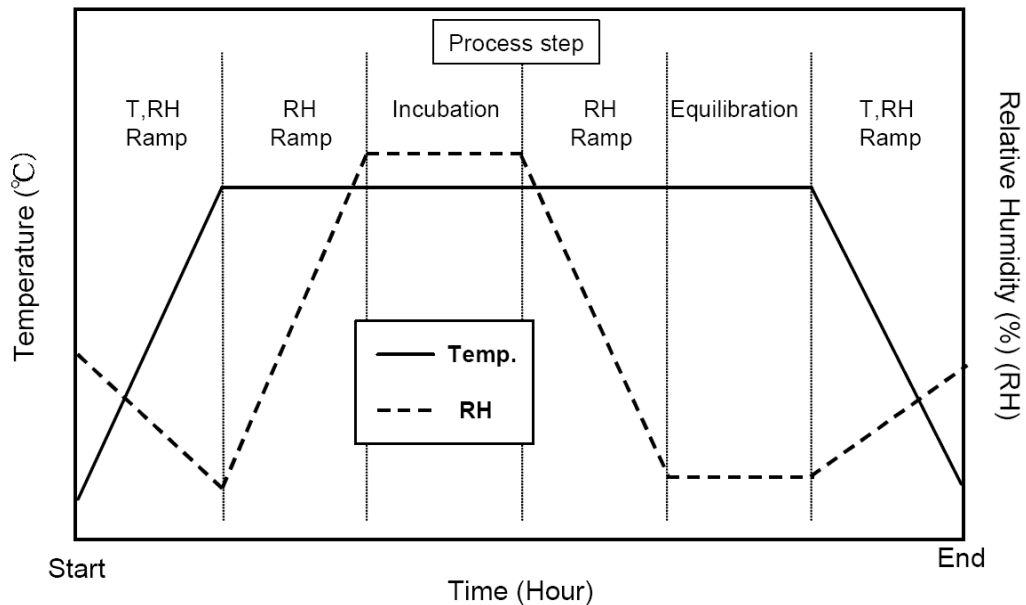 Process step
T,RH
Ramp
RH
Ramp
Incubation
RH
Ramp
Equilibration
T,RH
Ramp
Temperature (℃)
Relative Humidity (%) (RH)
Temp.
RH
Start
End
Time (Hour)